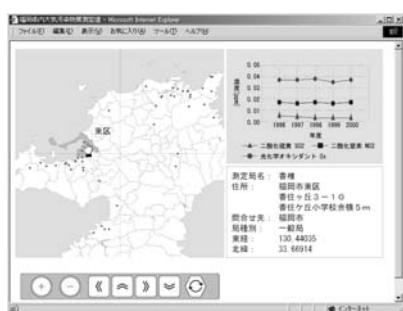 福岡県内大気汚染物質測定値 - Microsoft Internet Explorer
ファイル(F) 編集(E) 表示(V) お気に入り(A) ツール(T) ヘルプ(H)
東区
0.06
0.05
0.04
0.03
0.02
0.01
0.00
1996 1997 1998 1999 2000
年度
二酸化硫黄 SO2 二酸化窒素 NO2
光化学オキシダント Ox
測定局名： 香椎
住所： 福岡市東区
香住ヶ丘３－１０
香住ケ丘小学校合横５ｍ
問合せ先： 福岡市
局種別： 一般局
東経： 130.44035
北緯： 33.66914
インターネット